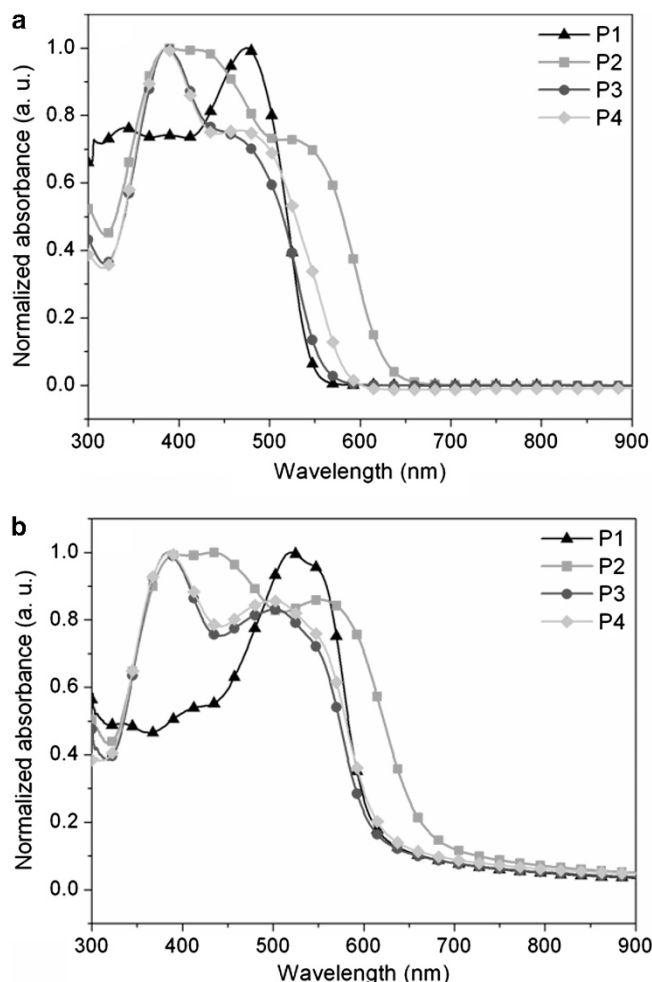 a
Normalized absorbance (a. u.)
1.0
0.8
0.6
0.4
0.2
0.0
P1
P2
P3
P4
300 400 500 600 700 800 900
Wavelength (nm)
b
Normalized absorbance (a. u.)
1.0
0.8
0.6
0.4
0.2
0.0
P1
P2
P3
P4
300 400 500 600 700 800 900
Wavelength (nm)